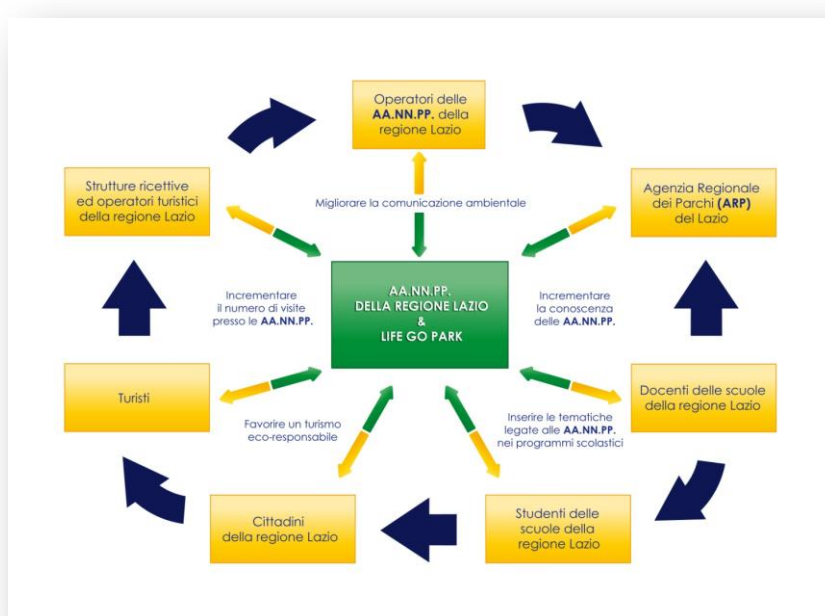 Operatori delle
AA.NN.PP. della
regione Lazio
Strutture ricettive
ed operatori turistici
della regione Lazio
Agenzia Regionale
dei Parchi (ARP)
del Lazio
Migliorare la comunicazione ambientale
AA.NN.PP.
DELLA REGIONE LAZIO
&
LIFE GO PARK
Incrementare
il numero di visite
presso le AA.NN.PP.
Incrementare
la conoscenza
delle AA.NN.PP.
Turisti
Docenti delle scuole
della regione Lazio
Favorire un turismo
eco-responsabile
Inserire le tematiche
legate alle AA.NN.PP.
nei programmi scolastici
Cittadini
della regione Lazio
Studenti delle
scuole della
regione Lazio